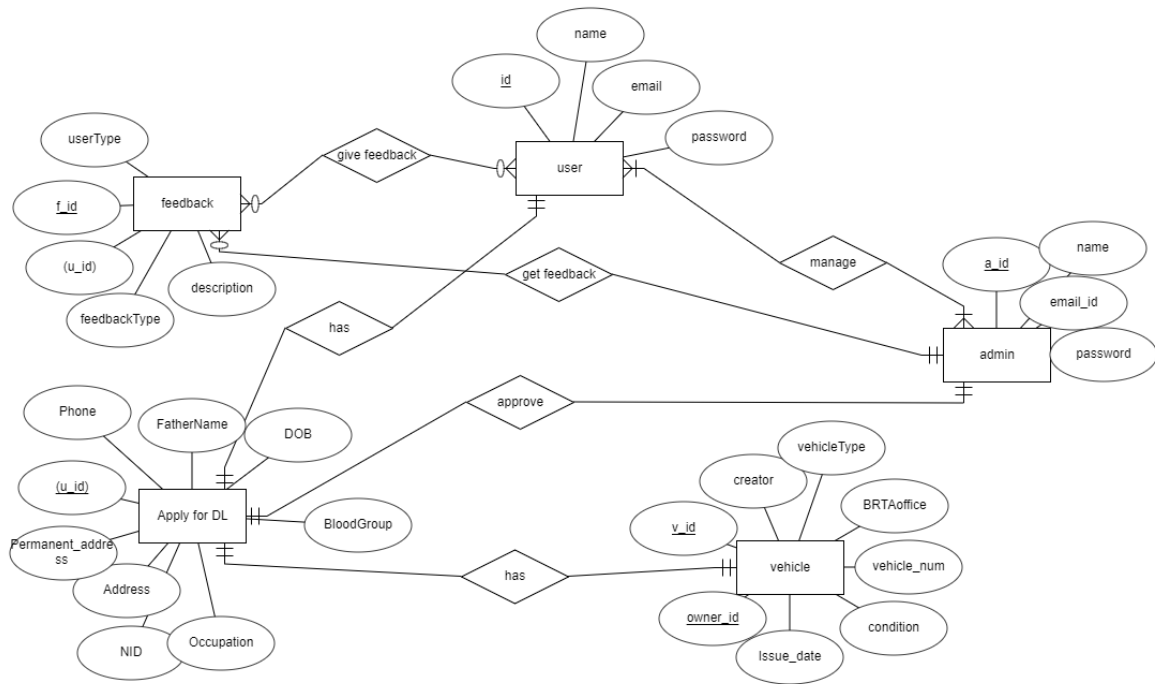 name
id
email
userType
password
give feedback
user
feedback
f_id
name
(u_id)
manage
a_id
get feedback
description
email_id
feedbackType
has
admin
password
Phone
FatherName
approve
DOB
vehicleType
creator
(u_id)
BRTAoffice
Apply for DL
BloodGroup
v_id
Permanent_addre
ss
vehicle
vehicle_num
has
Address
owner_id
condition
Occupation
NID
Issue_date